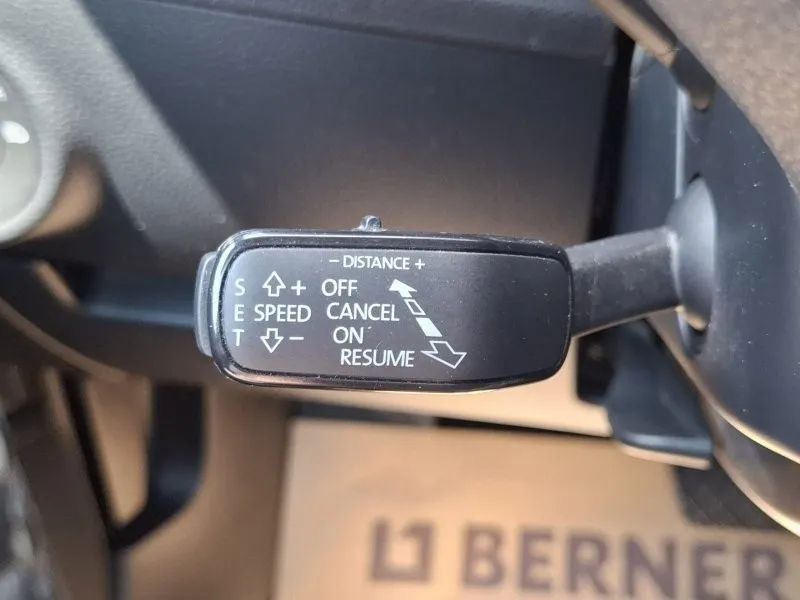 – DISTANCE +
S + OFF
E SPEED CANCEL
T – ON
RESUME
BERNER